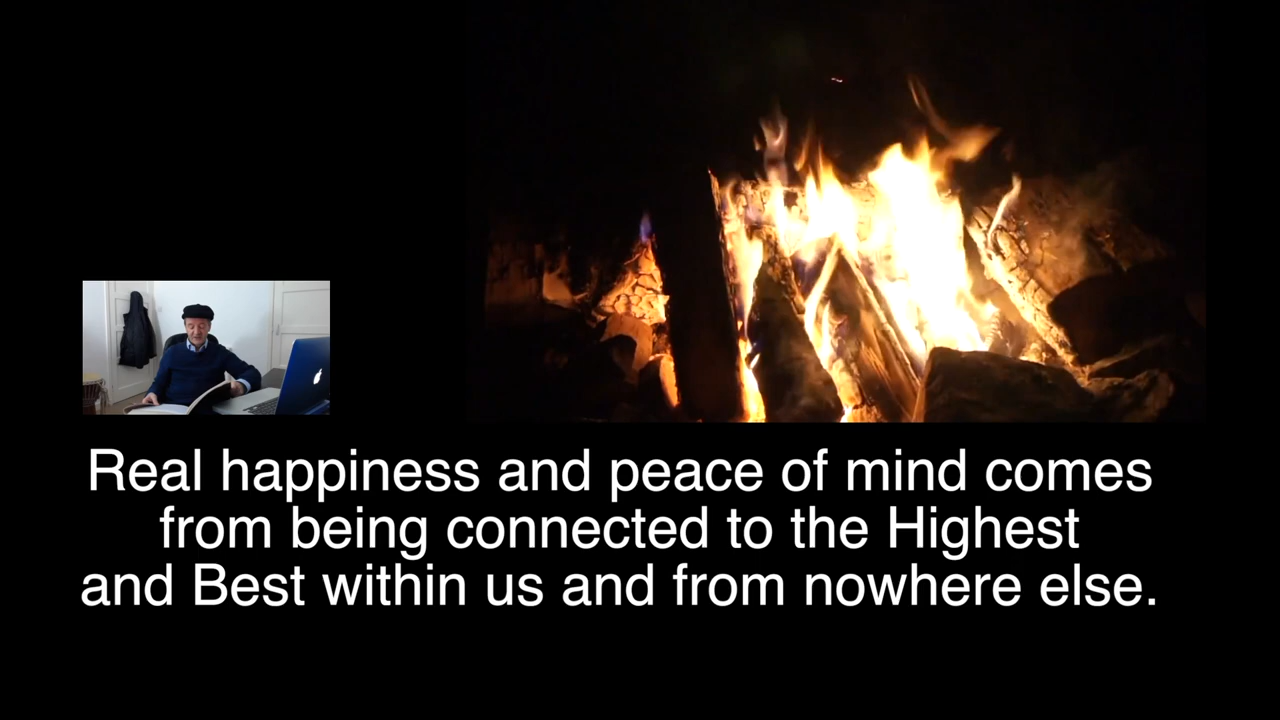 Real happiness and peace of mind comes
from being connected to the Highest
and Best within us and from nowhere else.